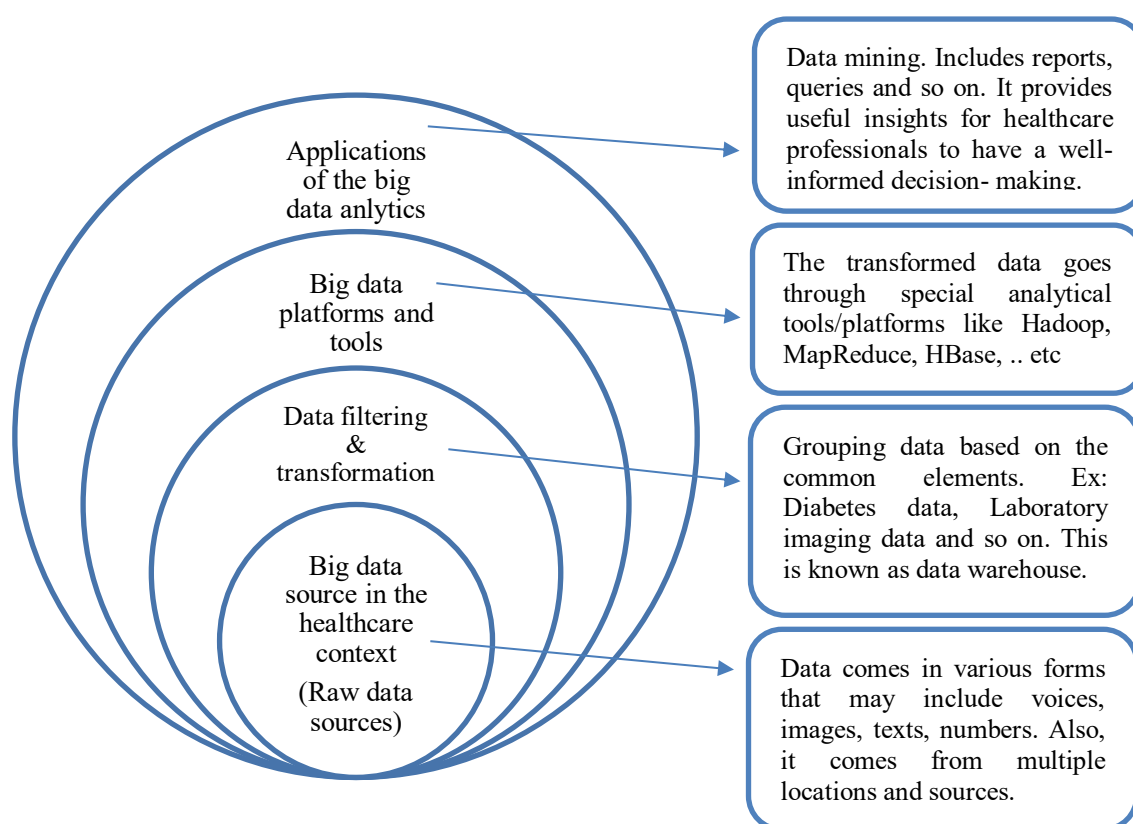 Data mining. Includes reports,
queries and so on. It provides
useful insights for healthcare
professionals to have a well-
informed decision- making.
Applications
of the big
data anlytics
The transformed data goes
through special analytical
tools/platforms like Hadoop,
MapReduce, HBase, .. etc
Big data
platforms and
tools
Grouping data based on the
common elements. Ex:
Diabetes data, Laboratory
imaging data and so on. This
is known as data warehouse.
Data filtering
&
transformation
Big data
source in the
healthcare
context
(Raw data
sources)
Data comes in various forms
that may include voices,
images, texts, numbers. Also,
it comes from multiple
locations and sources.